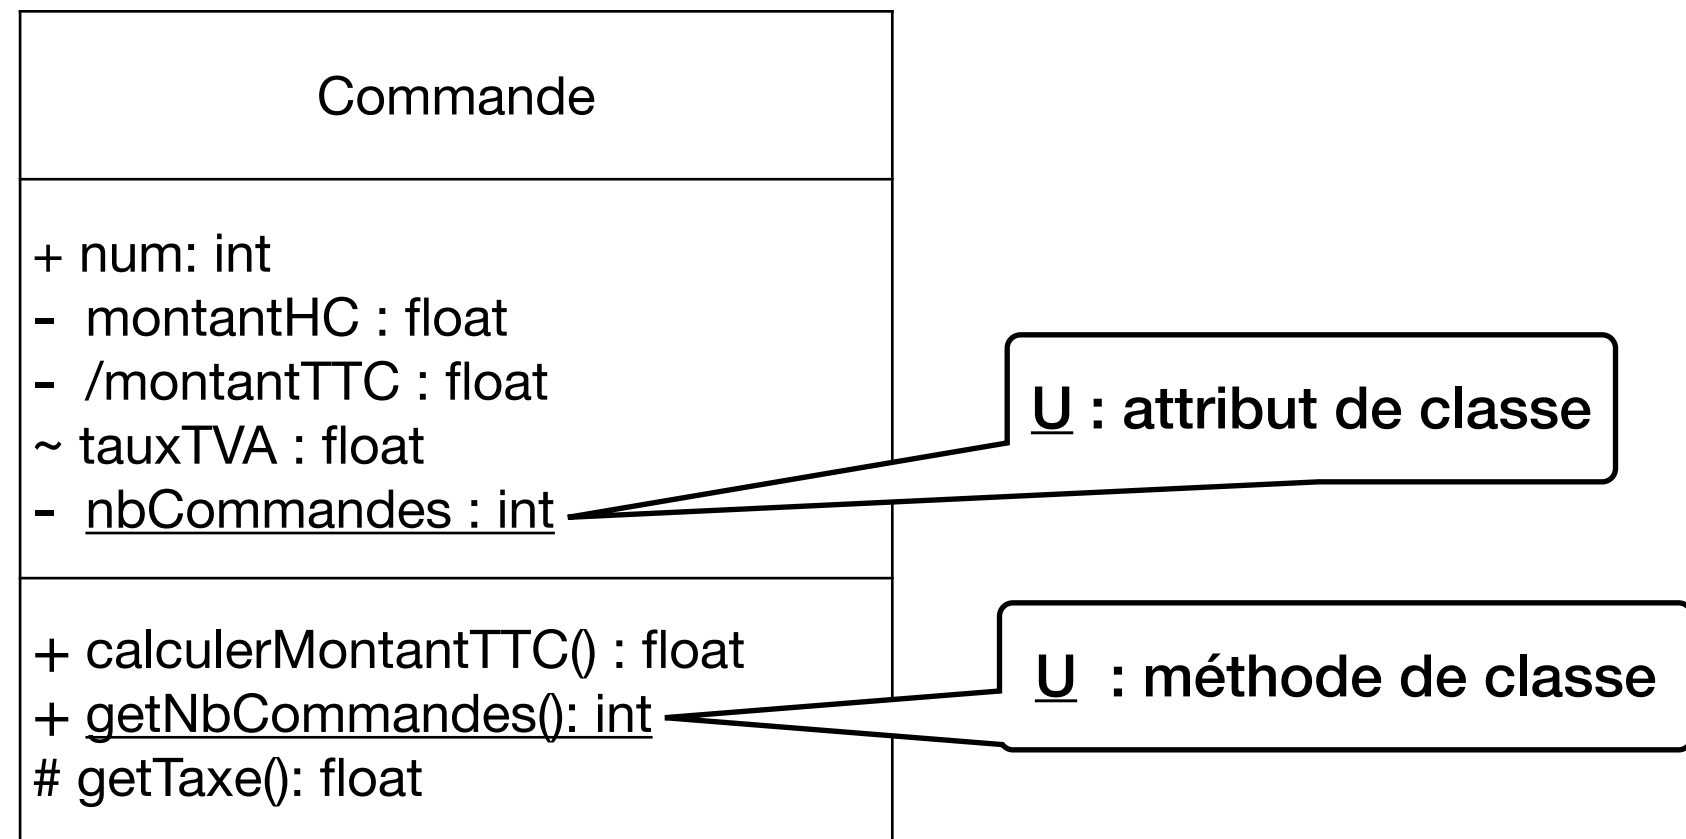 Commande
+ num: int
- montantHC : float
- /montantTTC : float
~ tauxTVA : float
- nbCommandes : int
U : attribut de classe
+ calculerMontantTTC() : float
+ getNbCommandes(): int
# getTaxe(): float
U : méthode de classe